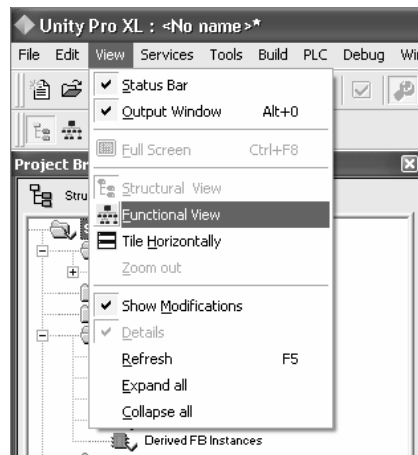 Unity Pro XL : <No name>*
File Edit View Services Tools Build PLC Debug
Status Bar
Output Window Alt+0
Full Screen Ctrl+F8
Project Br
Stru
Structural View
Functional View
Tile Horizontally
Zoom out
Show Modifications
Details
Refresh F5
Expand all
Collapse all
Derived FB Instances